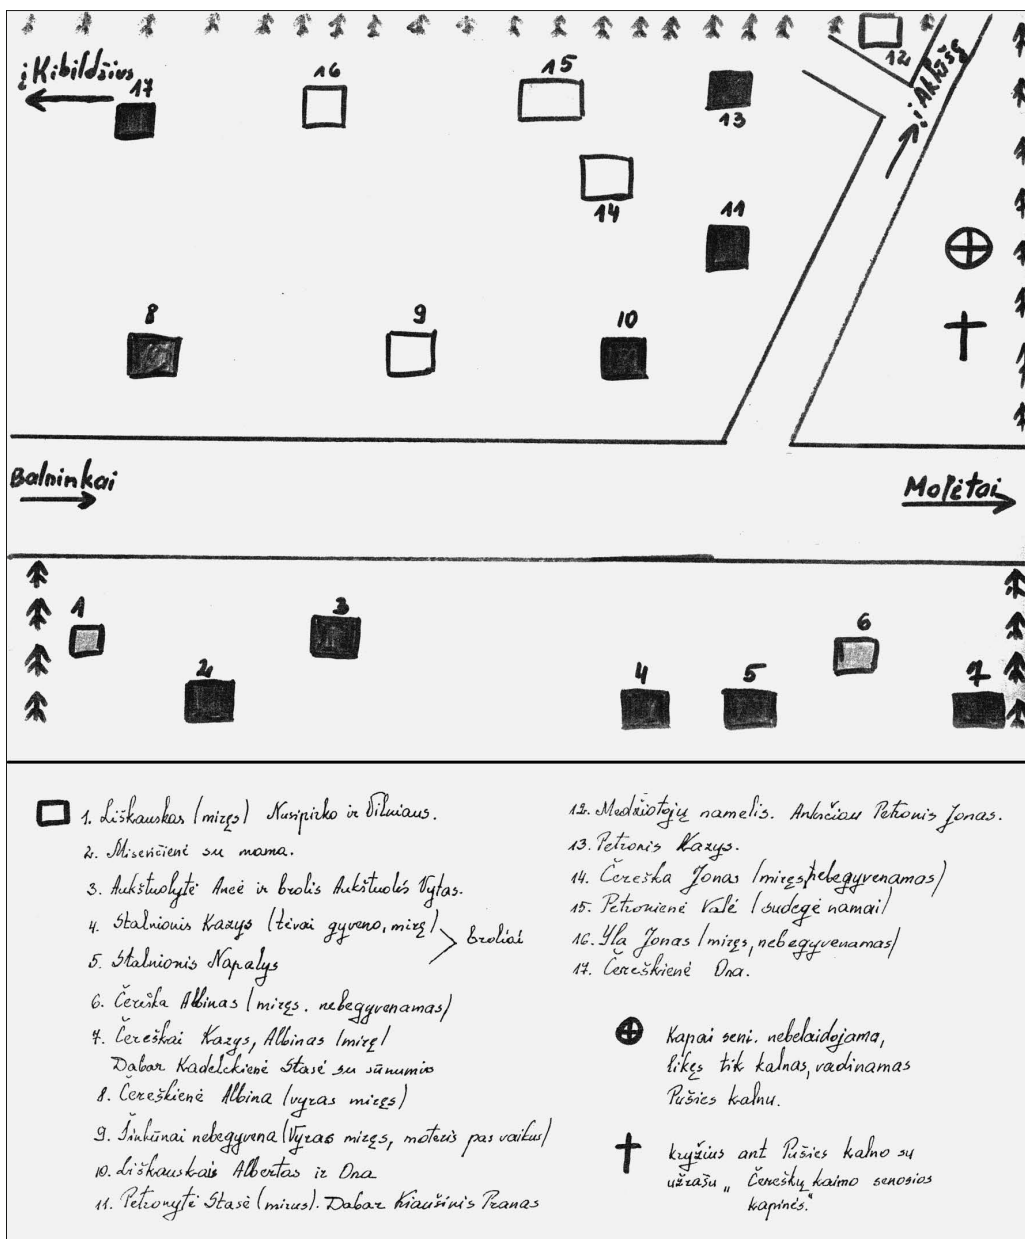 į Kibildžius
17
16
15
13
12
į Aklūšę
14
11
8
9
10
Balninkai
Molėtai
1
2
3
4
5
6
7
1. Liškauskas (miręs) Nusipirko iš Vilniaus.
2. Misevičienė su mama.
3. Aukštuolytė Anė ir brolis Aukštuolis Vytas.
4. Stalnionis Kazys (tėvai gyveno, mirę)
broliai
5. Stalnionis Napalys
6. Čereška Albinas (miręs. nebegyvenamas)
7. Čereškai Kazys, Albinas (mirę)
Dabar Kadelskienė Stasė su sūnumis
8. Čereškienė Albina (vyras miręs)
9. Šinkūnai nebegyvena (Vyras miręs, moteris pas vaikus)
10. Liškauskai Albertas ir Ona
11. Petronytė Stasė (mirus). Dabar Kiaušinis Pranas
12. Medžiotojų namelis. Anksčiau Petronis Jonas.
13. Petronis Kazys.
14. Čereška Jonas (miręs, nebegyvenamas)
15. Petronienė Valė (sudegė namai)
16. Yla Jonas (miręs, nebegyvenamas)
17. Čereškienė Ona.
Kapai seni. nebelaidojama,
likęs tik kalnas, vadinamas
Pušies kalnu.
kryžius ant Pušies kalno su
užrašu „Čereškų kaimo senosios
kapinės."